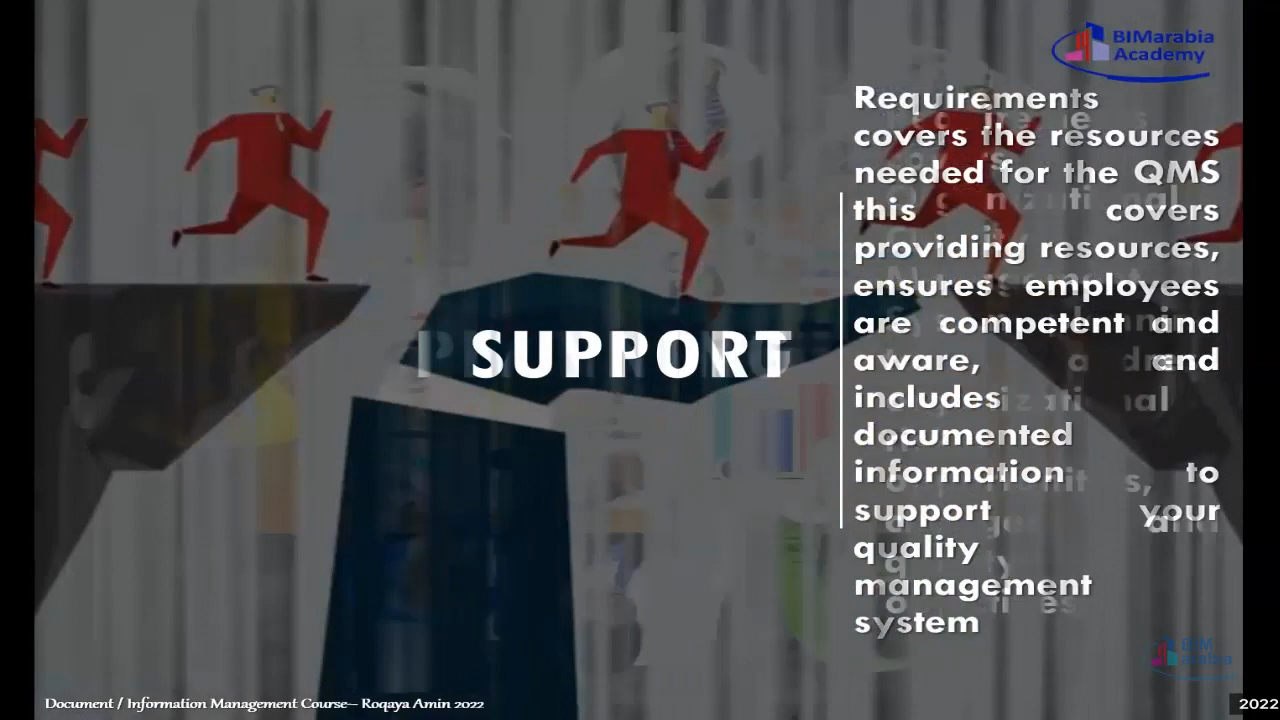 BIMarabia
Academy
Requirements
covers the resources
needed for the QMS
this covers
providing resources,
ensures employees
are competent and
aware, and
includes
documented
information to
support your
quality
management
system
SUPPORT
BIM
arabia
Document / Information Management Course– Roqaya Amin 2022
2022